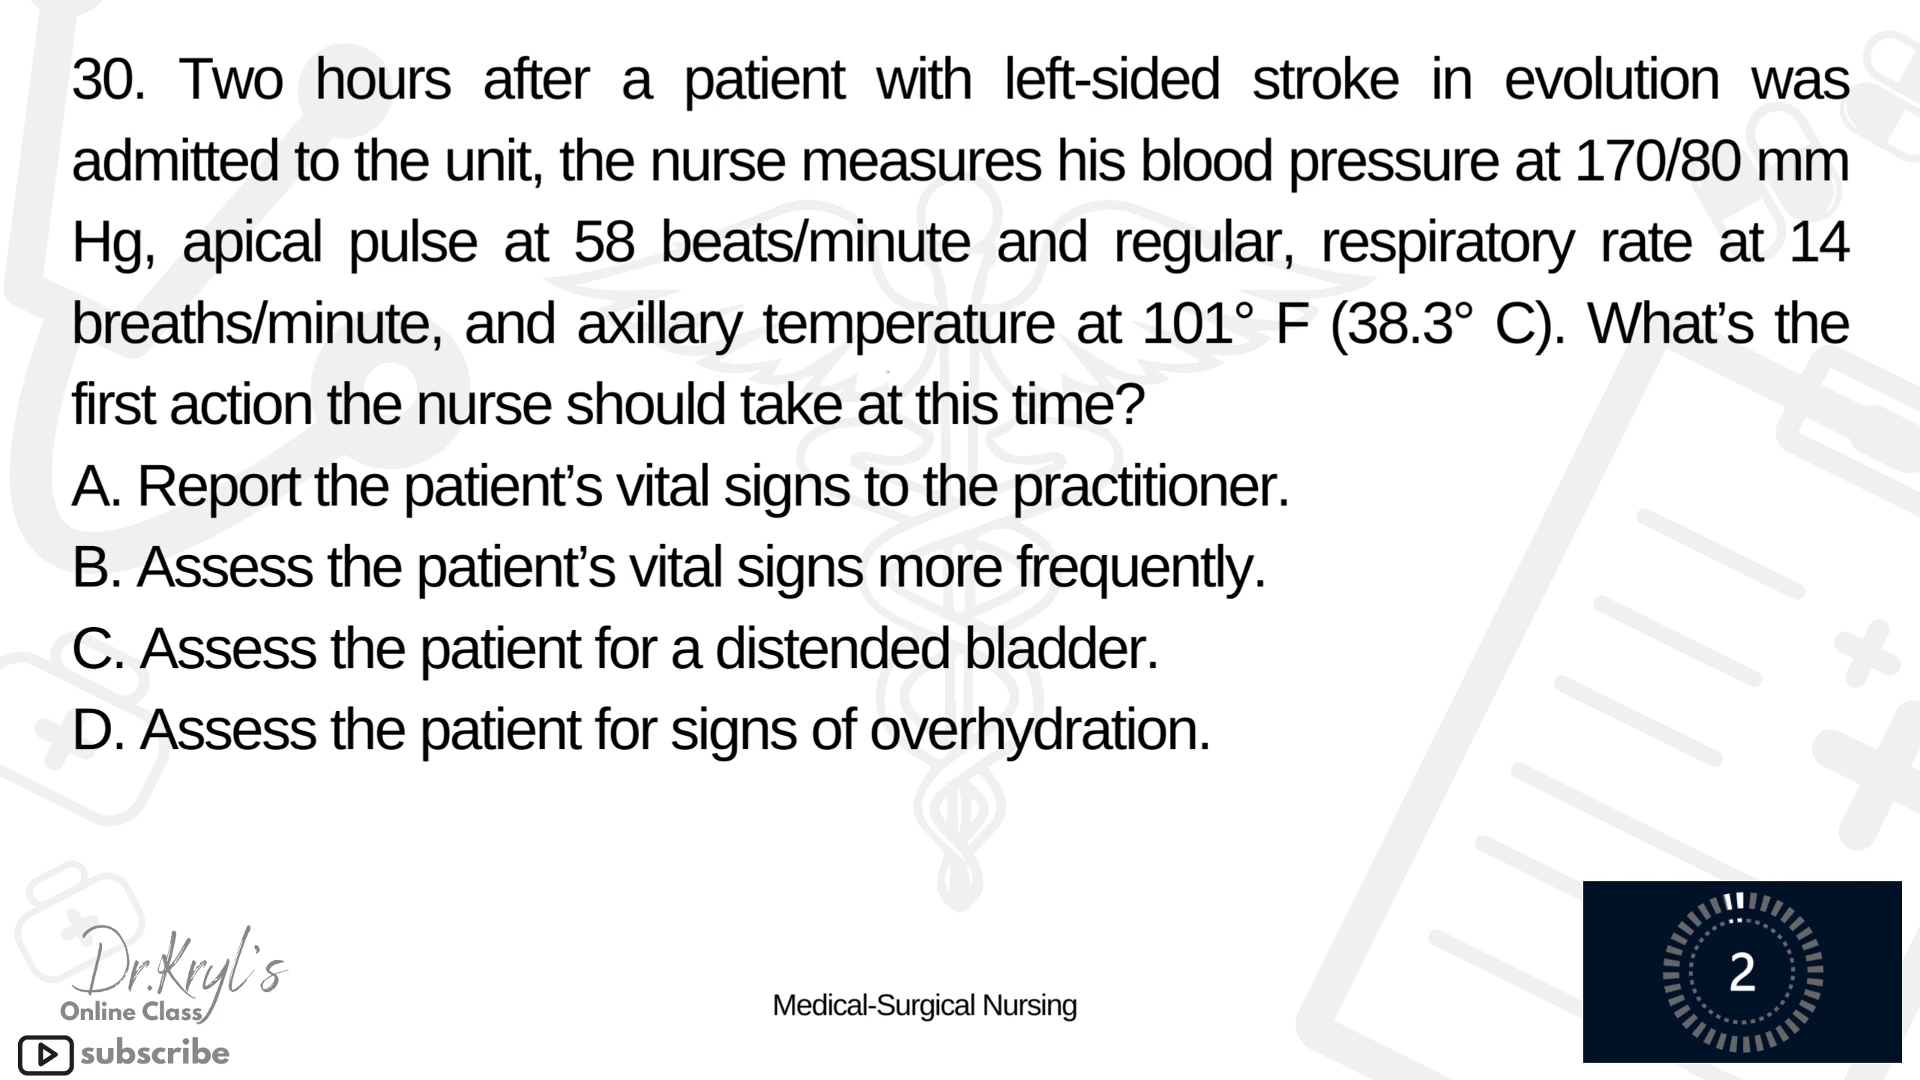 30. Two hours after a patient with left-sided stroke in evolution was
admitted to the unit, the nurse measures his blood pressure at 170/80 mm
Hg, apical pulse at 58 beats/minute and regular, respiratory rate at 14
breaths/minute, and axillary temperature at 101° F (38.3° C). What’s the
first action the nurse should take at this time?
A. Report the patient’s vital signs to the practitioner.
B. Assess the patient’s vital signs more frequently.
C. Assess the patient for a distended bladder.
D. Assess the patient for signs of overhydration.
Dr.Kryl's
Online Class
subscribe
Medical-Surgical Nursing
2